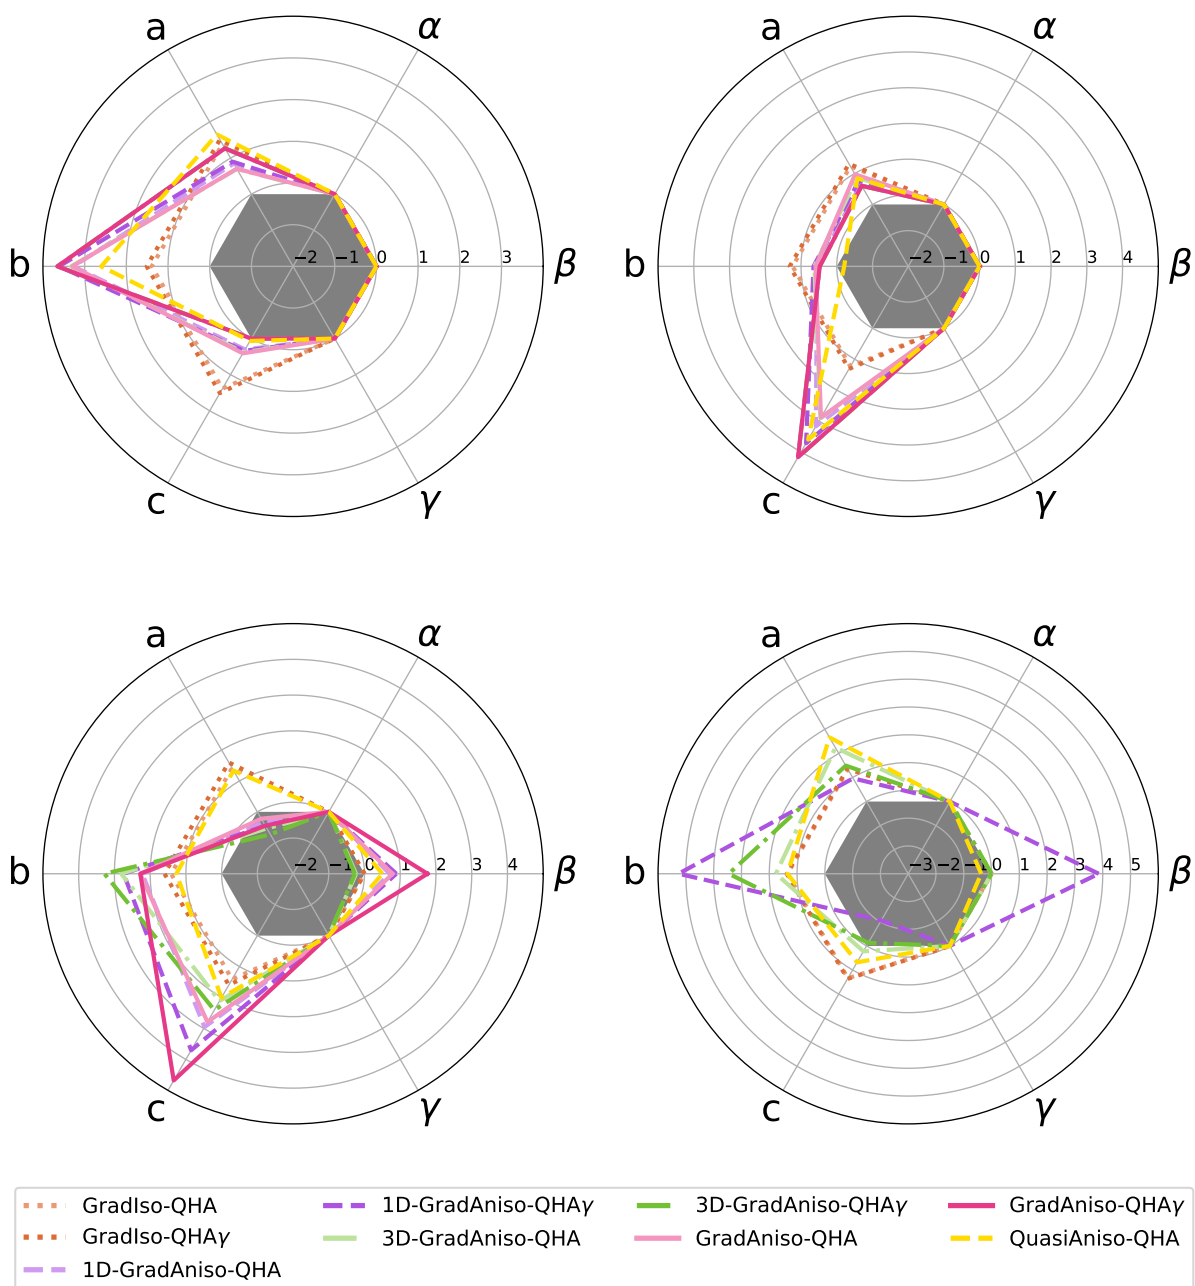 a α a α
b −2 −1 0 1 2 3 β b −2 −1 0 1 2 3 4 β
c γ c γ
a α a α
b −2 −1 0 1 2 3 4 β b −3 −2 −1 0 1 2 3 4 5 β
c γ c γ
GradIso-QHA 1D-GradAniso-QHAγ 3D-GradAniso-QHAγ GradAniso-QHAγ
GradIso-QHAγ 3D-GradAniso-QHA GradAniso-QHA QuasiAniso-QHA
1D-GradAniso-QHA